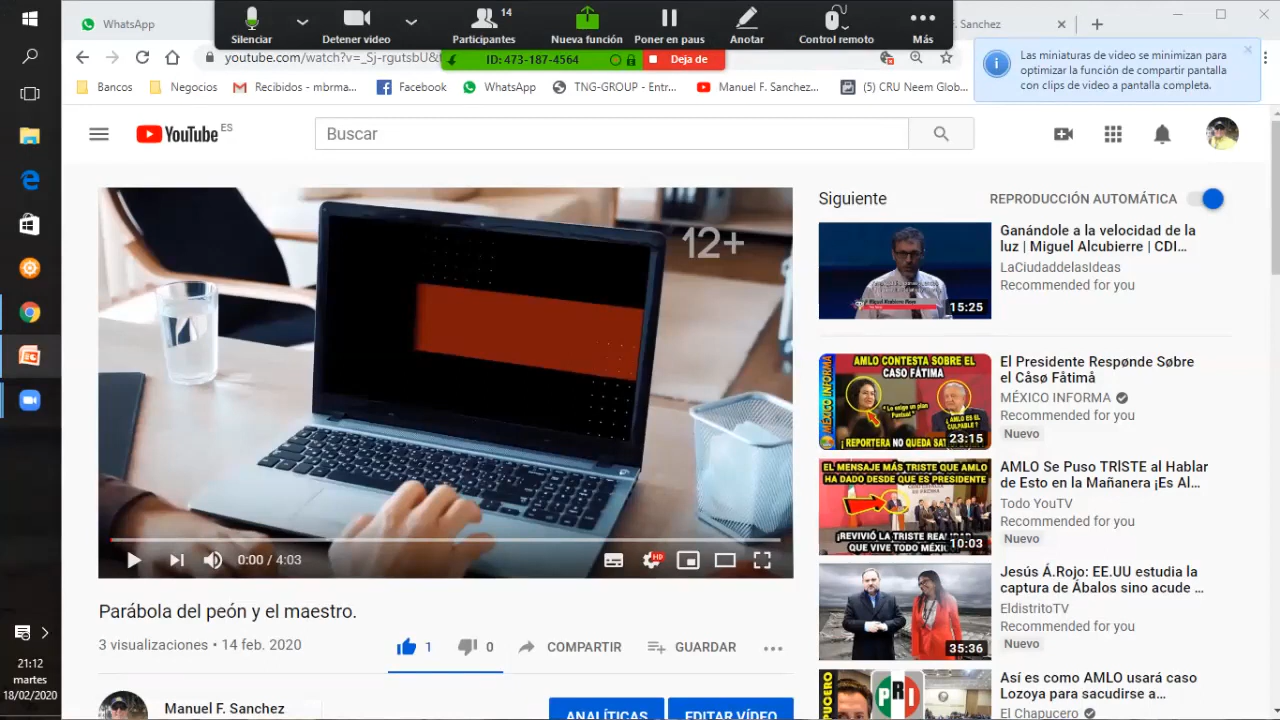 WhatsApp
Silenciar
Detener video
14
Participantes
Nueva función
Poner en paus
Anotar
Control remoto
Más
F. Sanchez
ID: 473-187-4564
Deja de
youtube.com/watch?v=_Sj-rgutsbU&
Las miniaturas de video se minimizan para
optimizar la función de compartir pantalla
con clips de video a pantalla completa.
Bancos
Negocios
Recibidos - mbrma...
Facebook
WhatsApp
TNG-GROUP - Entr...
Manuel F. Sanchez...
(5) CRU Neem Glob...
YouTube ES
Buscar
12+
0:00 / 4:03
HD
Parábola del peón y el maestro.
3 visualizaciones • 14 feb. 2020
1
0
COMPARTIR
GUARDAR
Manuel F. Sanchez
ANALÍTICAS
EDITAR VÍDEO
Siguiente
REPRODUCCIÓN AUTOMÁTICA
15:25
Ganándole a la velocidad de la
luz | Miguel Alcubierre | CDI...
LaCiudaddelasIdeas
Recommended for you
MÉXICO INFORMA
AMLO CONTESTA SOBRE EL
CASO FÁTIMA
¡ REPORTERA NO QUEDA SAT
23:15
El Presidente Respønde Søbre
el Cåsø Fâtimâ
MÉXICO INFORMA
Recommended for you
Nuevo
EL MENSAJE MÁS TRISTE QUE AMLO
HA DADO DESDE QUE ES PRESIDENTE
¡REVIVIÓ LA TRISTE REAL
QUE VIVE TODO MÉXI
10:03
AMLO Se Puso TRÍSTE al Hablar
de Esto en la Mañanera ¡Es Al...
Todo YouTV
Recommended for you
Nuevo
35:36
Jesús Á.Rojo: EE.UU estudia la
captura de Ábalos sino acude ...
EldistritoTV
Recommended for you
Nuevo
PUCERO
PRI
Así es como AMLO usará caso
Lozoya para sacudirse a...
El Chapucero
21:12
martes
18/02/2020